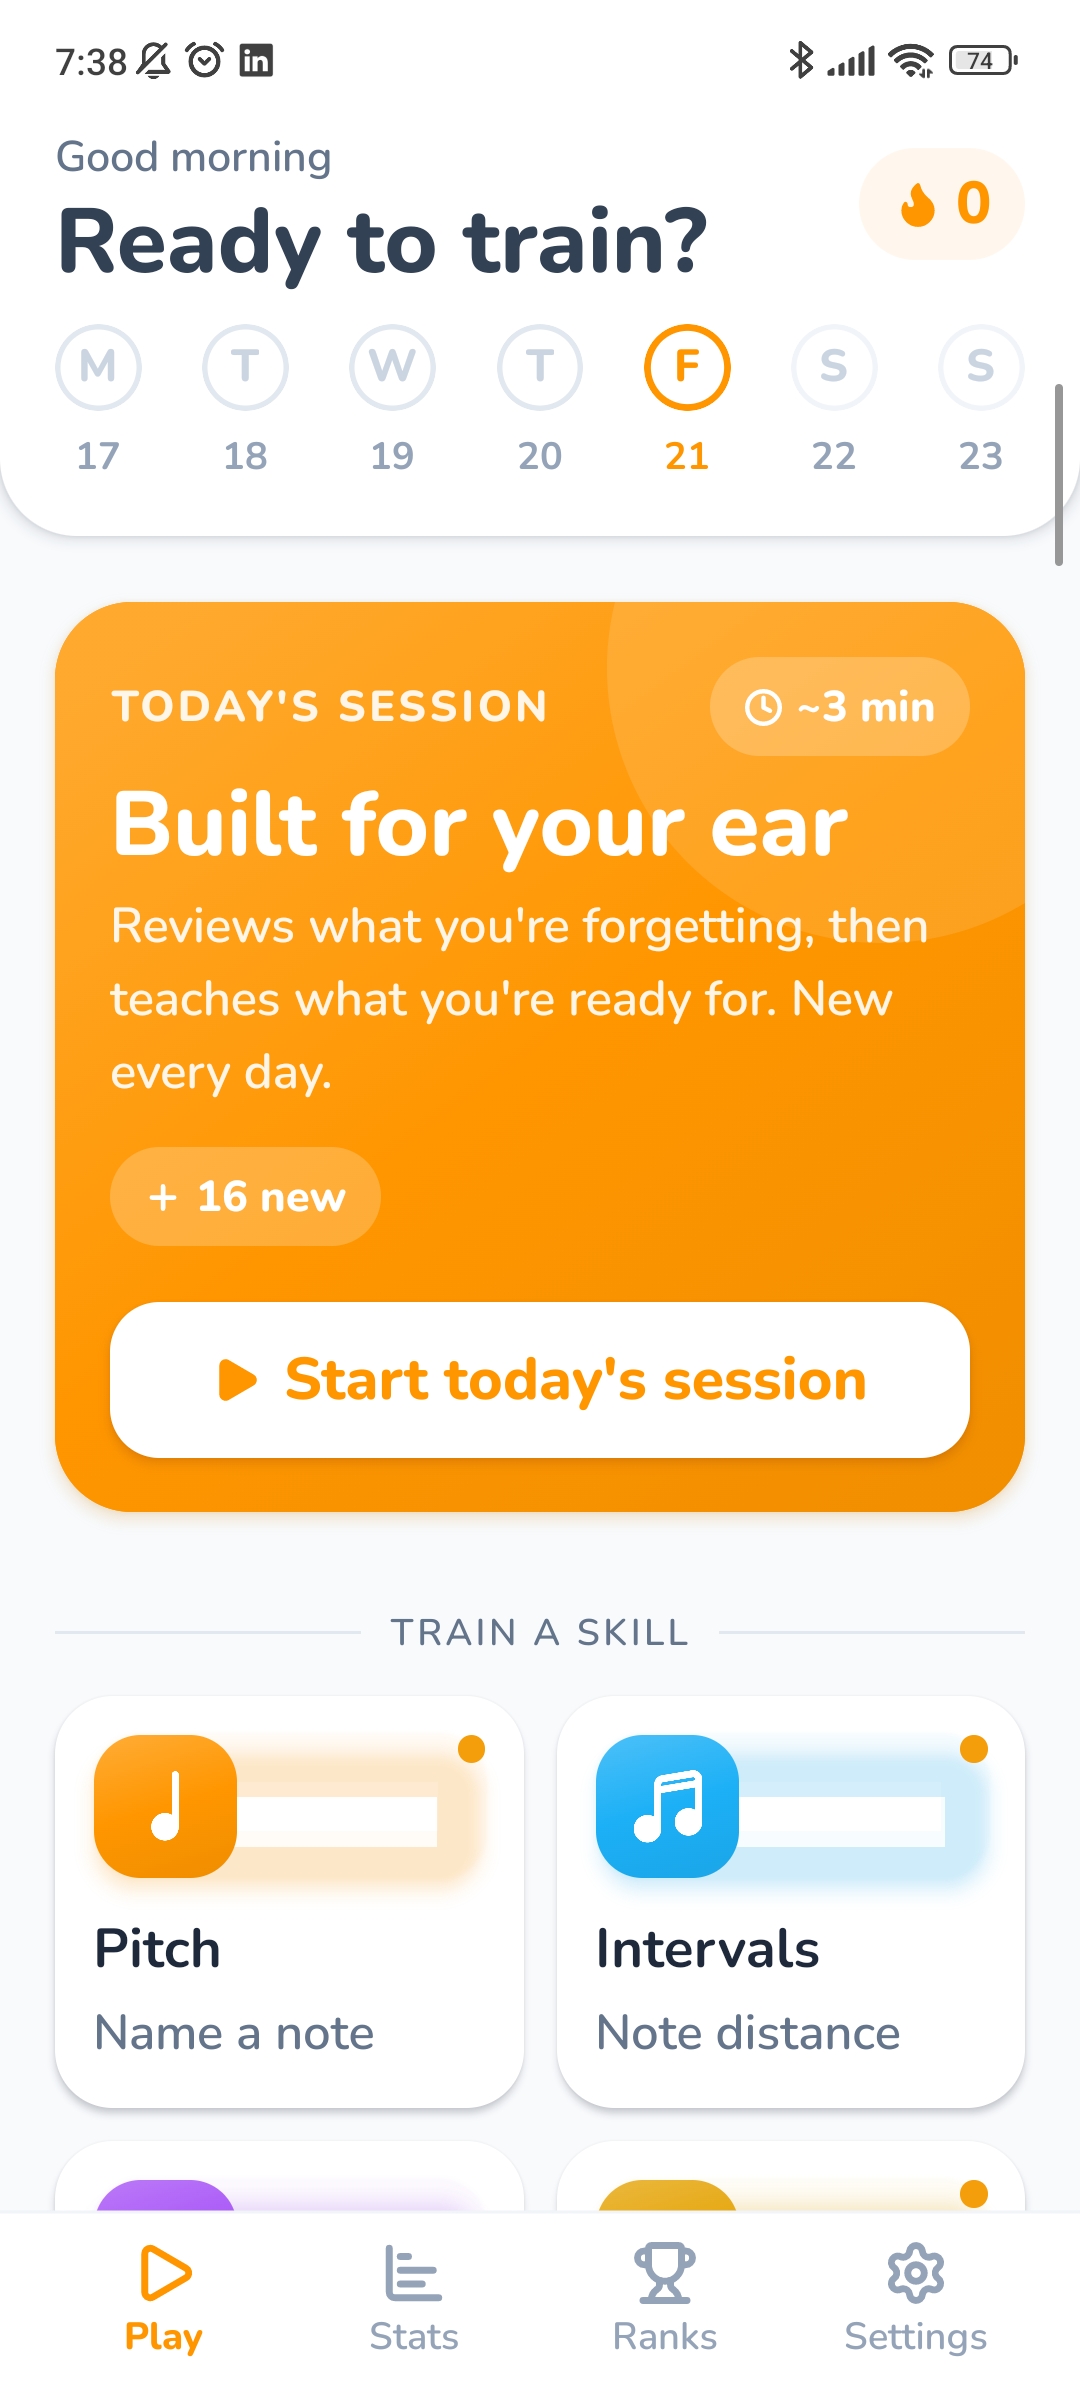 7:38
74
Good morning
Ready to train?
0
M T W T F S S
17 18 19 20 21 22 23
TODAY'S SESSION
~3 min
Built for your ear
Reviews what you're forgetting, then
teaches what you're ready for. New
every day.
+ 16 new
Start today's session
TRAIN A SKILL
Pitch
Name a note
Intervals
Note distance
Play
Stats
Ranks
Settings